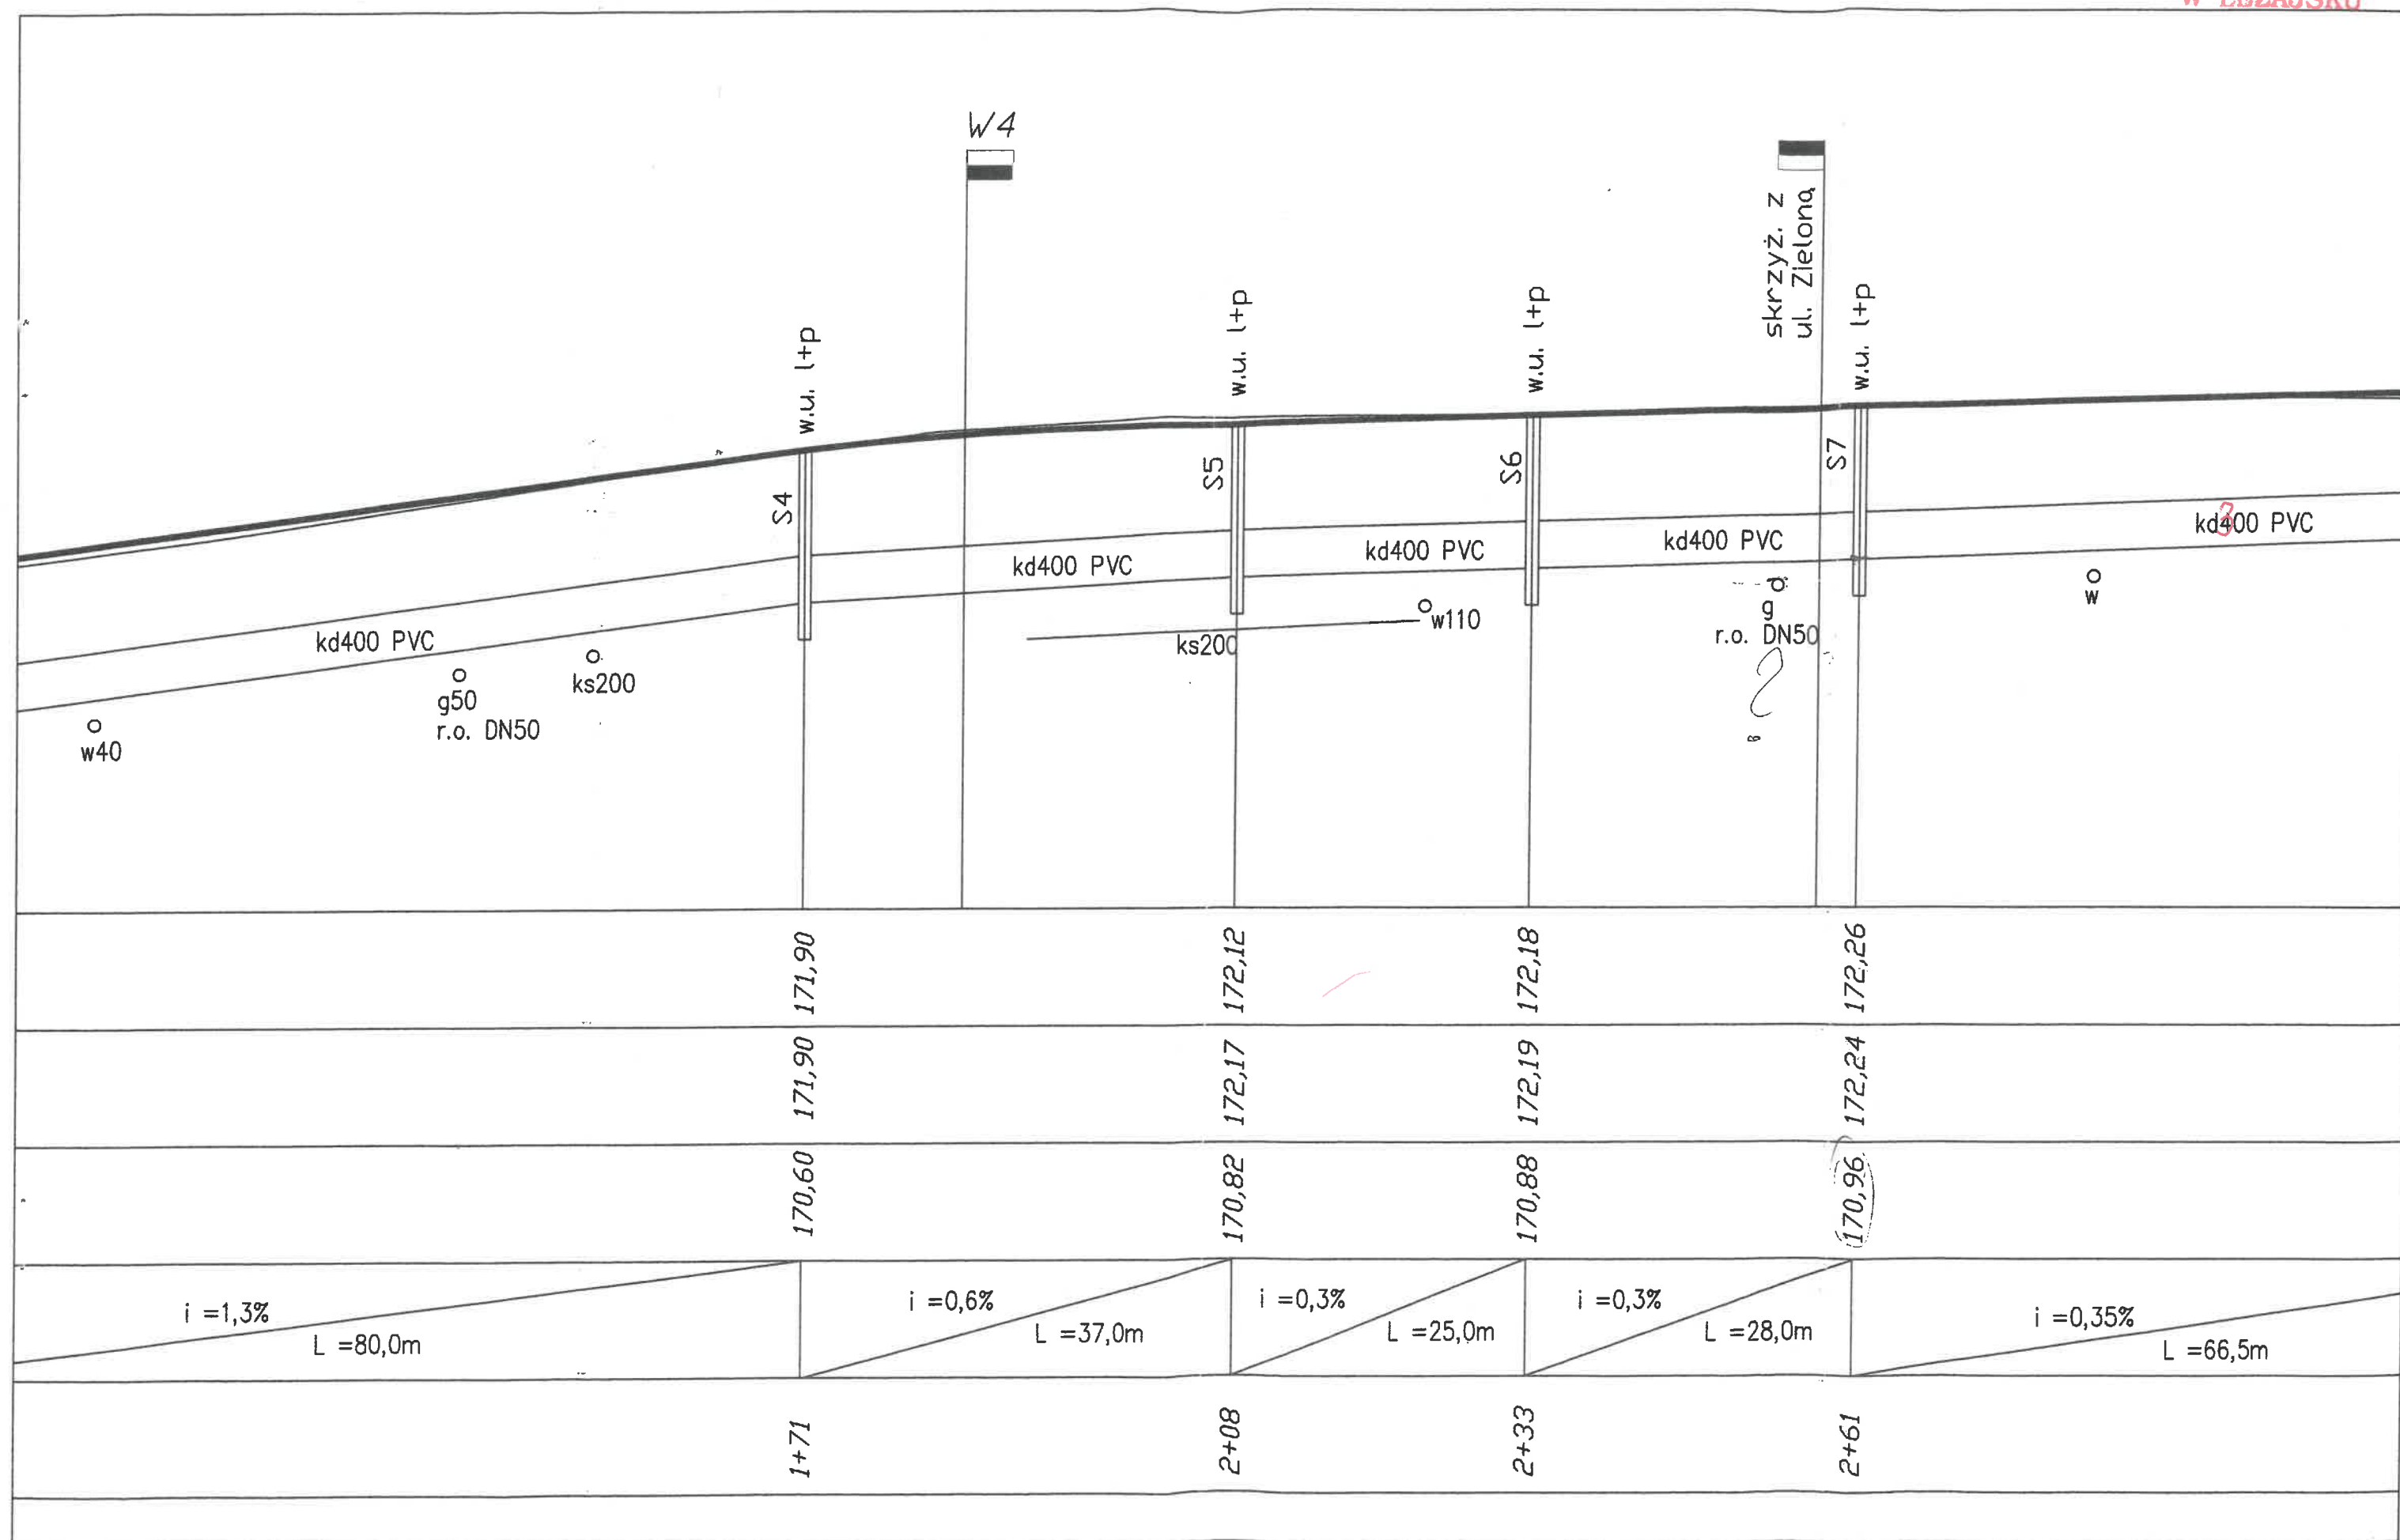 W LEŻAJSKU
W4
skrzyż. z
ul. Zieloną
w.u. l+p
w.u. l+p
w.u. l+p
w.u. l+p
S4
S5
S6
S7
kd400 PVC
kd400 PVC
kd400 PVC
kd400 PVC
kd400 PVC
3
w40
g50
r.o. DN50
ks200
ks200
w110
g
r.o. DN50
w
171,90
172,12
172,18
172,26
171,90
172,17
172,19
172,24
170,60
170,82
170,88
170,96
i =1,3%
L =80,0m
i =0,6%
L =37,0m
i =0,3%
L =25,0m
i =0,3%
L =28,0m
i =0,35%
L =66,5m
1+71
2+08
2+33
2+61